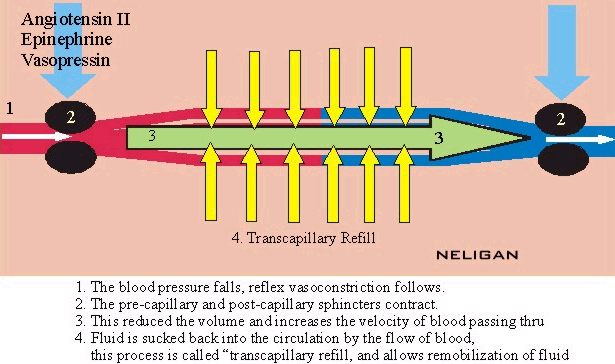 Angiotensin II
Epinephrine
Vasopressin
1
2
2
3
3
4. Transcapillary Refill
NELIGAN
1. The blood pressure falls, reflex vasoconstriction follows.
2. The pre-capillary and post-capillary sphincters contract.
3. This reduced the volume and increases the velocity of blood passing thru
4. Fluid is sucked back into the circulation by the flow of blood,
this process is called “transcapillary refill, and allows remobilization of fluid